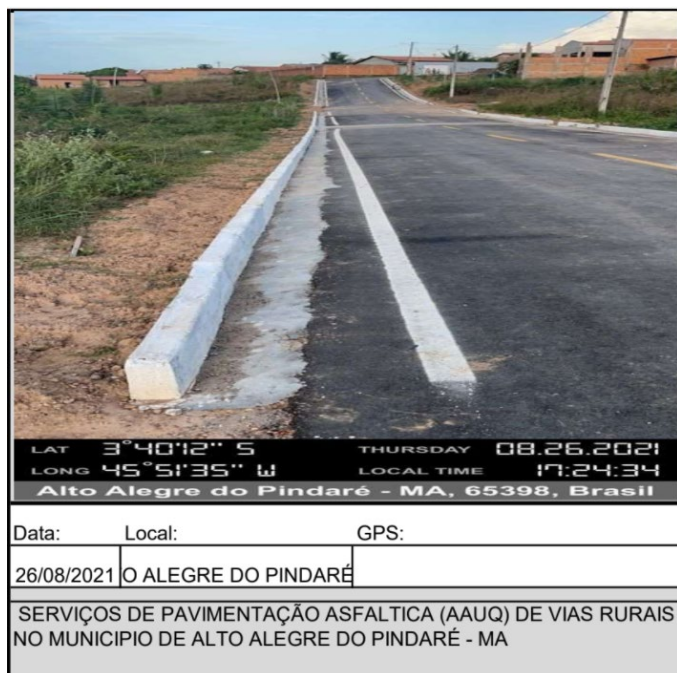 LAT 3°40'12" S THURSDAY 08.26.2021
LONG 45°51'35" W LOCAL TIME 17:24:34
Alto Alegre do Pindaré - MA, 65398, Brasil
Data: Local: GPS:
26/08/2021 O ALEGRE DO PINDARÉ
SERVIÇOS DE PAVIMENTAÇÃO ASFALTICA (AAUQ) DE VIAS RURAIS
NO MUNICIPIO DE ALTO ALEGRE DO PINDARÉ - MA